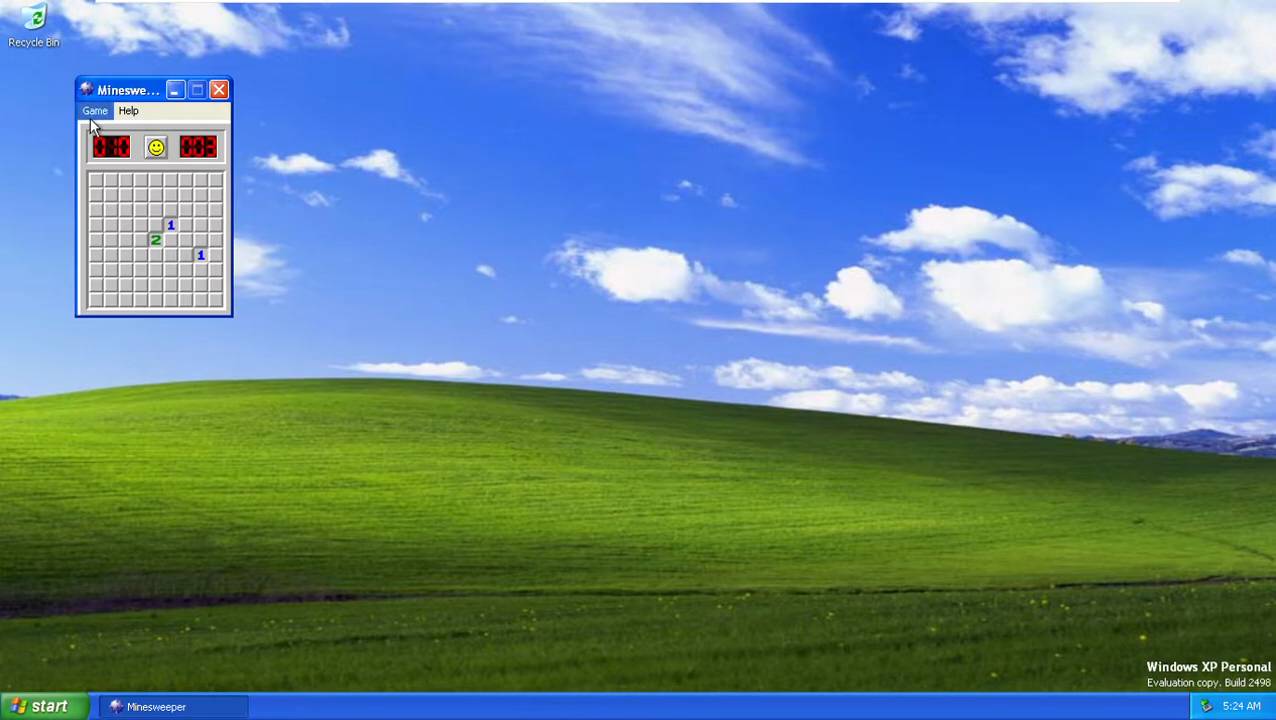 Recycle Bin
Mineswe...
Game Help
010 003
1
2
1
Windows XP Personal
Evaluation copy. Build 2498
start Minesweeper 5:24 AM